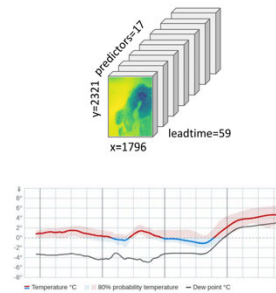 predictors=17
y=2321
x=1796
leadtime=59
8°
6°
4°
2°
0°
-2°
-4°
-6°
-8°
Temperature °C 80% probability temperature Dew point °C